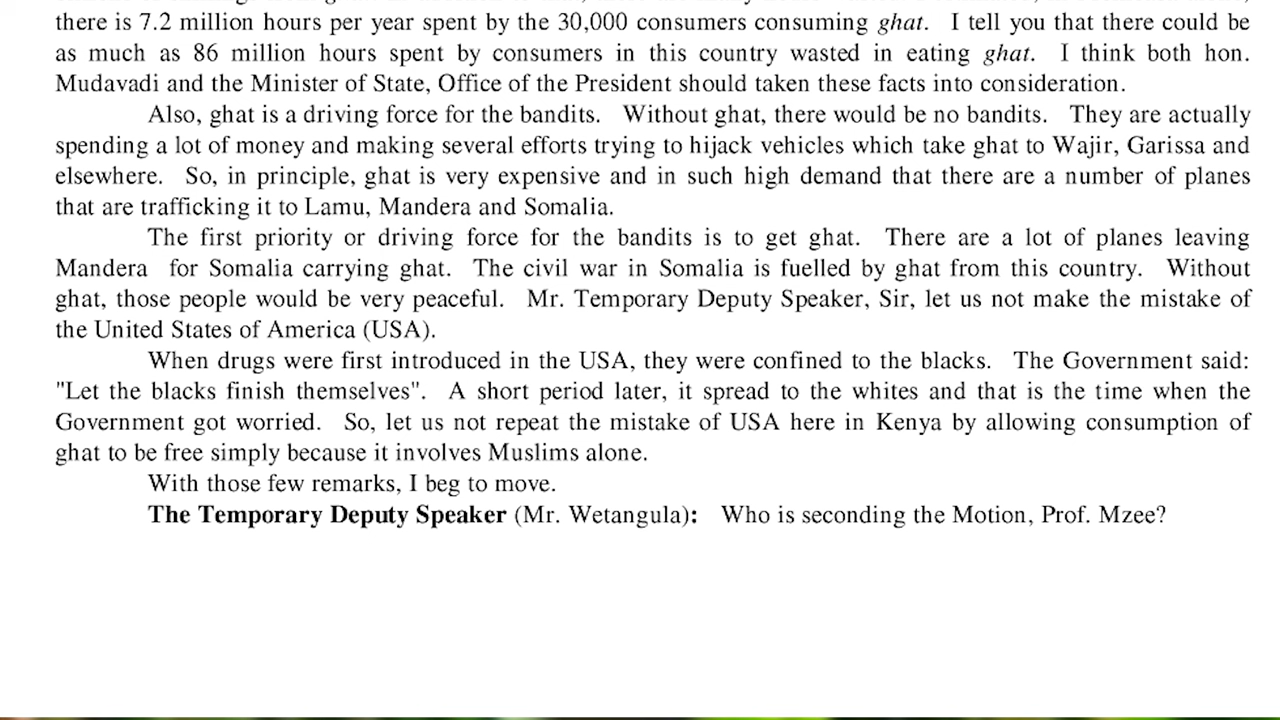 there is 7.2 million hours per year spent by the 30,000 consumers consuming ghat. I tell you that there could be
as much as 86 million hours spent by consumers in this country wasted in eating ghat. I think both hon.
Mudavadi and the Minister of State, Office of the President should taken these facts into consideration.
Also, ghat is a driving force for the bandits. Without ghat, there would be no bandits. They are actually
spending a lot of money and making several efforts trying to hijack vehicles which take ghat to Wajir, Garissa and
elsewhere. So, in principle, ghat is very expensive and in such high demand that there are a number of planes
that are trafficking it to Lamu, Mandera and Somalia.
The first priority or driving force for the bandits is to get ghat. There are a lot of planes leaving
Mandera for Somalia carrying ghat. The civil war in Somalia is fuelled by ghat from this country. Without
ghat, those people would be very peaceful. Mr. Temporary Deputy Speaker, Sir, let us not make the mistake of
the United States of America (USA).
When drugs were first introduced in the USA, they were confined to the blacks. The Government said:
"Let the blacks finish themselves". A short period later, it spread to the whites and that is the time when the
Government got worried. So, let us not repeat the mistake of USA here in Kenya by allowing consumption of
ghat to be free simply because it involves Muslims alone.
With those few remarks, I beg to move.
The Temporary Deputy Speaker (Mr. Wetangula): Who is seconding the Motion, Prof. Mzee?